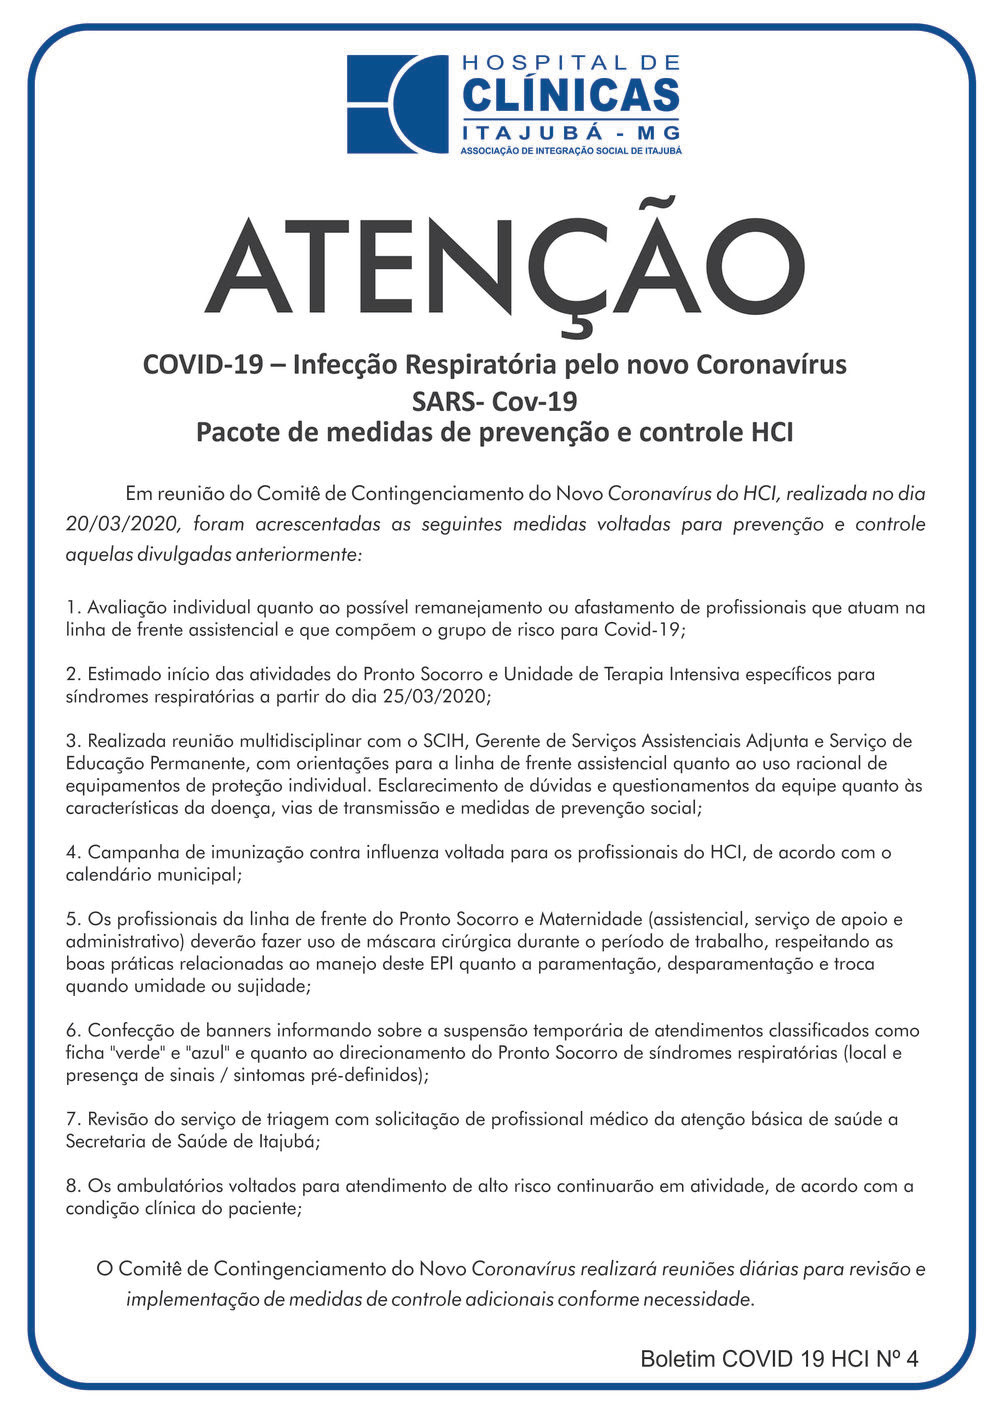 HOSPITAL DE
CLÍNICAS
ITAJUBÁ - MG
ASSOCIAÇÃO DE INTEGRAÇÃO SOCIAL DE ITAJUBÁ
ATENÇÃO
COVID-19 – Infecção Respiratória pelo novo Coronavírus
SARS- Cov-19
Pacote de medidas de prevenção e controle HCI
Em reunião do Comitê de Contingenciamento do Novo Coronavírus do HCI, realizada no dia
20/03/2020, foram acrescentadas as seguintes medidas voltadas para prevenção e controle
aquelas divulgadas anteriormente:
1. Avaliação individual quanto ao possível remanejamento ou afastamento de profissionais que atuam na
linha de frente assistencial e que compõem o grupo de risco para Covid-19;
2. Estimado início das atividades do Pronto Socorro e Unidade de Terapia Intensiva específicos para
síndromes respiratórias a partir do dia 25/03/2020;
3. Realizada reunião multidisciplinar com o SCIH, Gerente de Serviços Assistenciais Adjunta e Serviço de
Educação Permanente, com orientações para a linha de frente assistencial quanto ao uso racional de
equipamentos de proteção individual. Esclarecimento de dúvidas e questionamentos da equipe quanto às
características da doença, vias de transmissão e medidas de prevenção social;
4. Campanha de imunização contra influenza voltada para os profissionais do HCI, de acordo com o
calendário municipal;
5. Os profissionais da linha de frente do Pronto Socorro e Maternidade (assistencial, serviço de apoio e
administrativo) deverão fazer uso de máscara cirúrgica durante o período de trabalho, respeitando as
boas práticas relacionadas ao manejo deste EPI quanto a paramentação, desparamentação e troca
quando umidade ou sujidade;
6. Confecção de banners informando sobre a suspensão temporária de atendimentos classificados como
ficha "verde" e "azul" e quanto ao direcionamento do Pronto Socorro de síndromes respiratórias (local e
presença de sinais / sintomas pré-definidos);
7. Revisão do serviço de triagem com solicitação de profissional médico da atenção básica de saúde a
Secretaria de Saúde de Itajubá;
8. Os ambulatórios voltados para atendimento de alto risco continuarão em atividade, de acordo com a
condição clínica do paciente;
O Comitê de Contingenciamento do Novo Coronavírus realizará reuniões diárias para revisão e
implementação de medidas de controle adicionais conforme necessidade.
Boletim COVID 19 HCI Nº 4